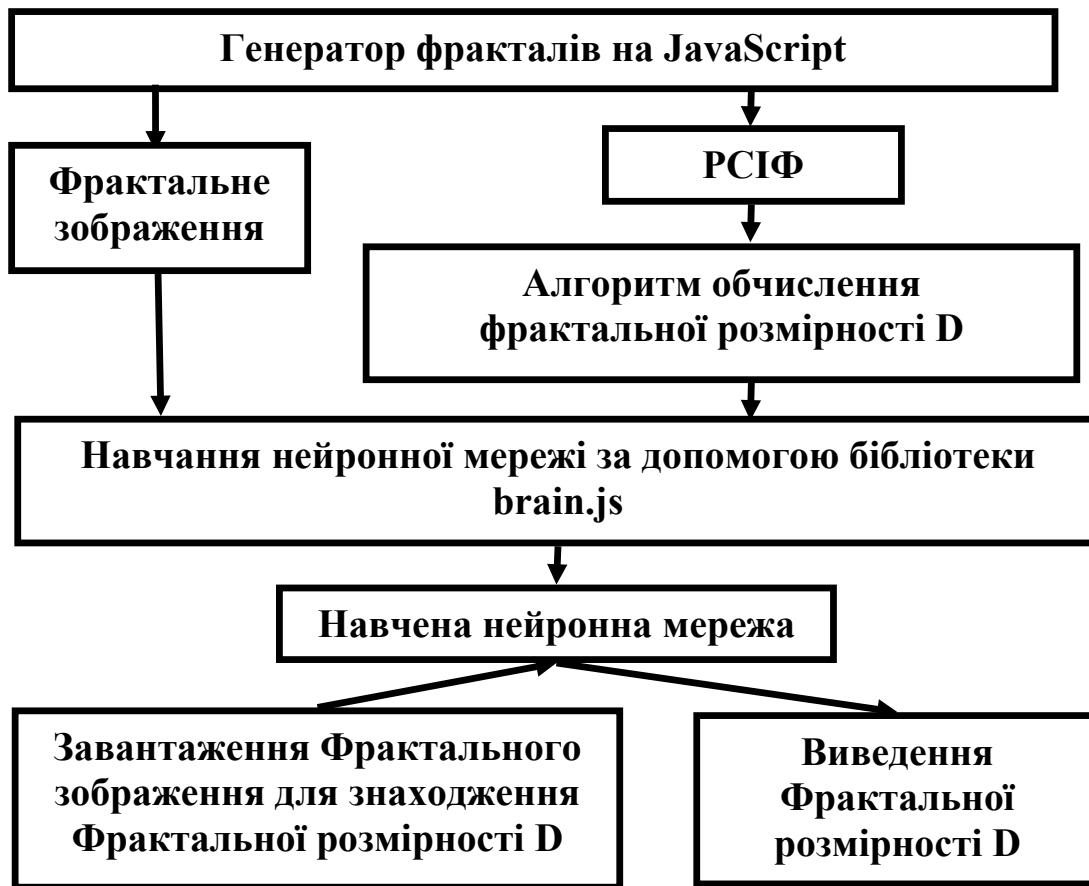 Генератор фракталів на JavaScript
Фрактальне
зображення
РСІФ
Алгоритм обчислення
фрактальної розмірності D
Навчання нейронної мережі за допомогою бібліотеки
brain.js
Навчена нейронна мережа
Завантаження Фрактального
зображення для знаходження
Фрактальної розмірності D
Виведення
Фрактальної
розмірності D